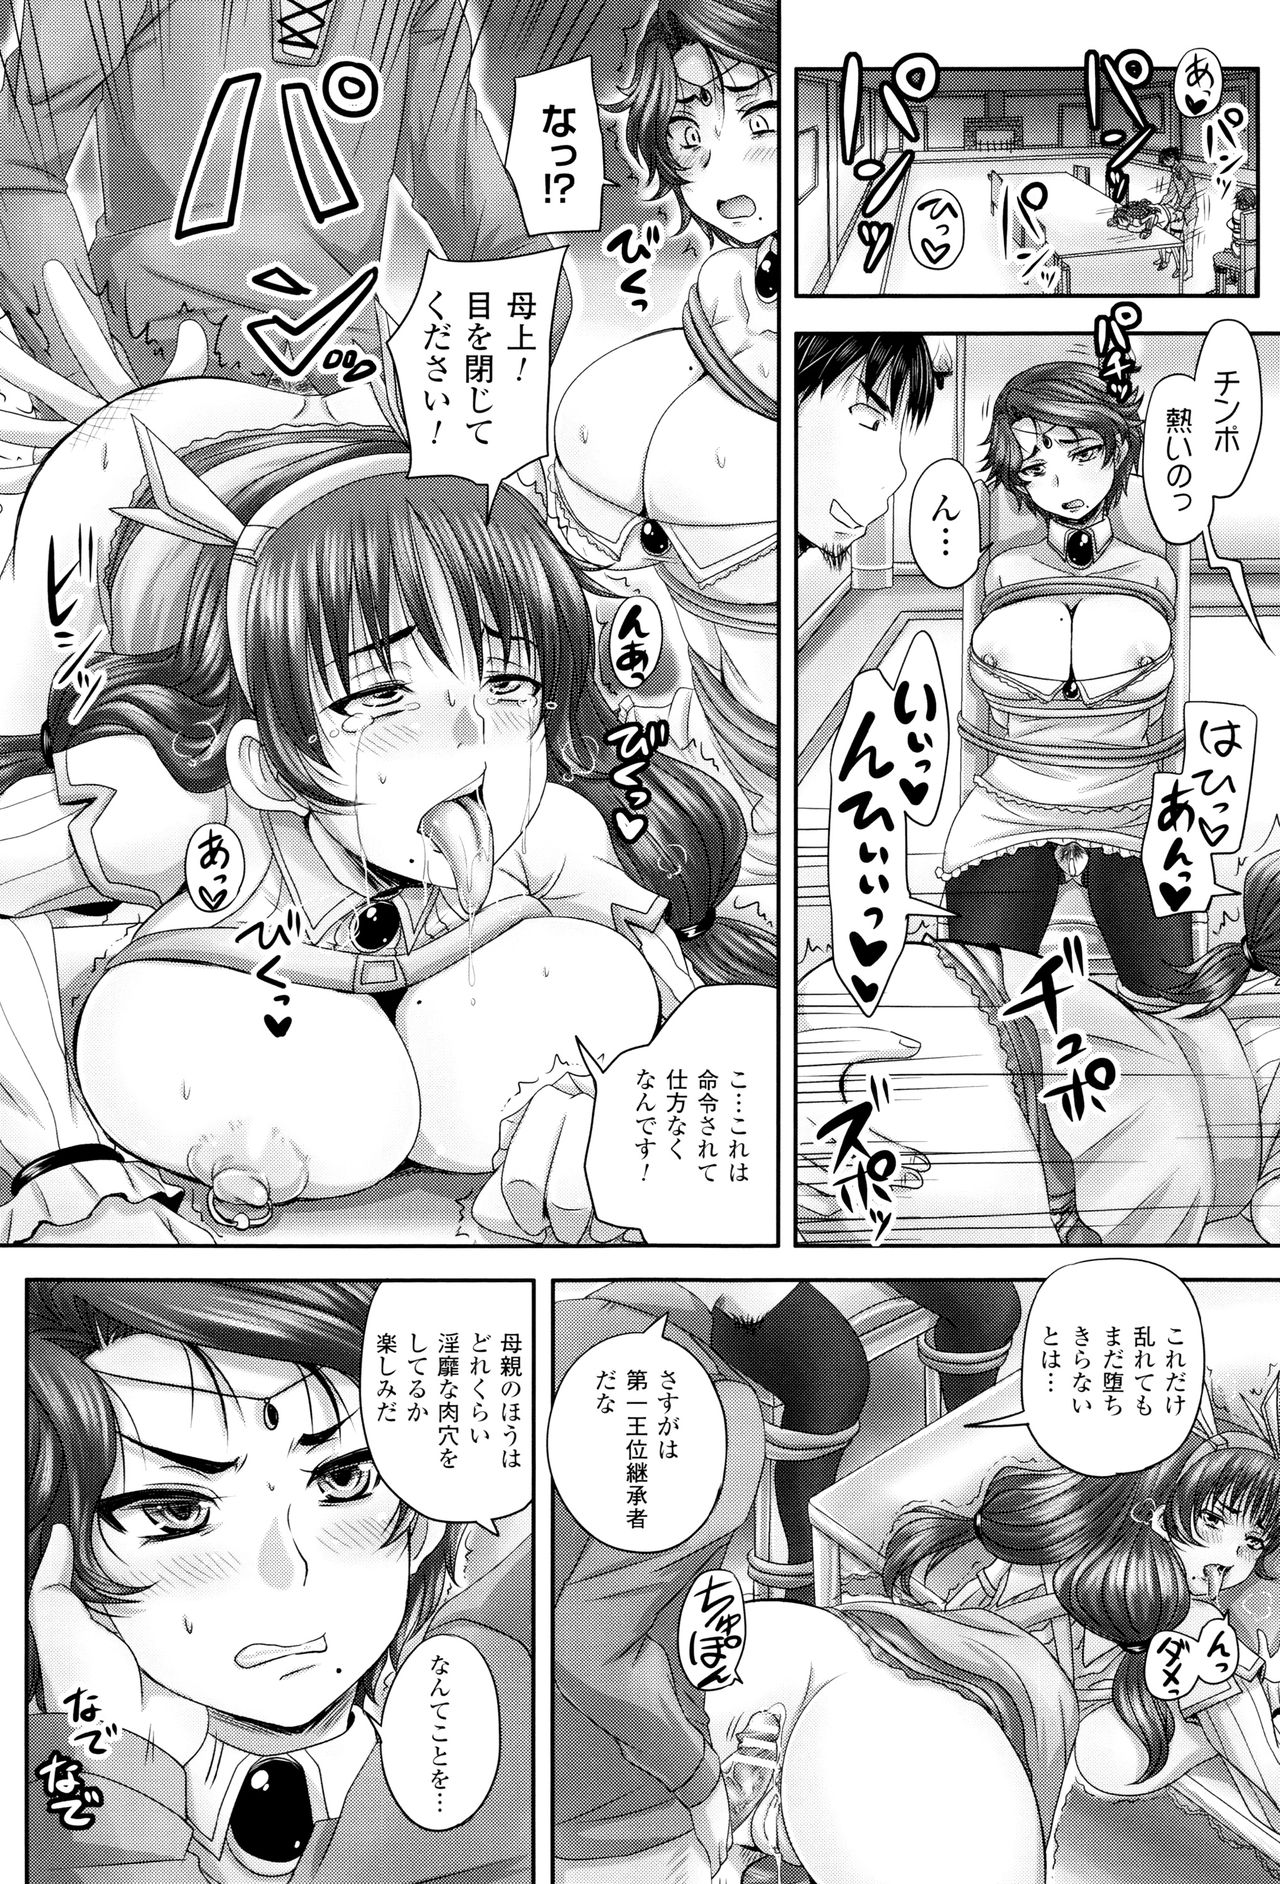 あっ♥
パンッ
パンッ
パンッ
パンッ
ひっ♥
チンポ
熱いのっ
パチッ
ん…
はひっ♥
あんっ♥
いぃっ♥
んひぃぃっ♥♥
チュポ
ズポッ
なっ!?
びくっ
パンッ
母上!
目を閉じて
ください!
んあっ
びくっ♥
あっ♥
びくっ♥
こ…これは
命令されて
仕方なく
なんです!
これだけ
乱れても
まだ堕ち
きらない
とは…
さすがは
第一王位継承者
だな
ちゅぽん
んっ
ダメっ
母親のほうは
どれくらい
淫靡な肉穴を
してるか
楽しみだ
なんてことを…
なで
なで